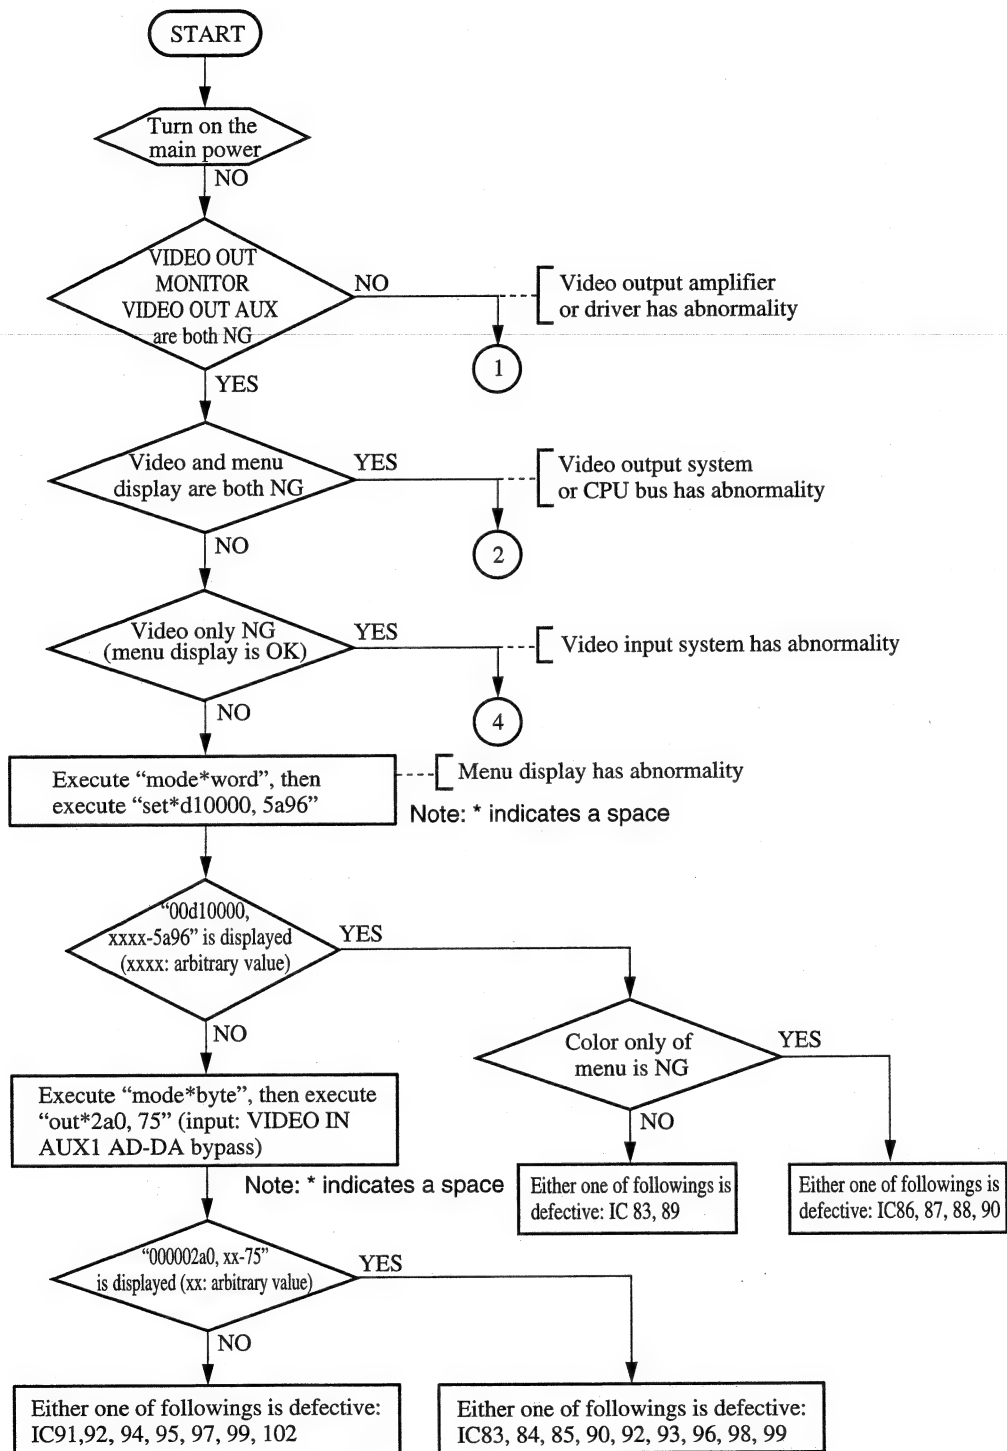 START
Turn on the
main power
NO
VIDEO OUT
MONITOR
VIDEO OUT AUX
are both NG
NO
Video output amplifier
or driver has abnormality
1
YES
Video and menu
display are both NG
YES
Video output system
or CPU bus has abnormality
2
NO
Video only NG
(menu display is OK)
YES
Video input system has abnormality
4
NO
Execute “mode*word”, then
execute “set*d10000, 5a96”
Menu display has abnormality
Note: * indicates a space
“00d10000,
xxxx-5a96” is displayed
(xxxx: arbitrary value)
YES
NO
Color only of
menu is NG
YES
NO
Execute “mode*byte”, then execute
“out*2a0, 75” (input: VIDEO IN
AUX1 AD-DA bypass)
Note: * indicates a space
Either one of followings is
defective: IC 83, 89
Either one of followings is
defective: IC86, 87, 88, 90
“000002a0, xx-75”
is displayed (xx: arbitrary value)
YES
NO
Either one of followings is defective:
IC91,92, 94, 95, 97, 99, 102
Either one of followings is defective:
IC83, 84, 85, 90, 92, 93, 96, 98, 99